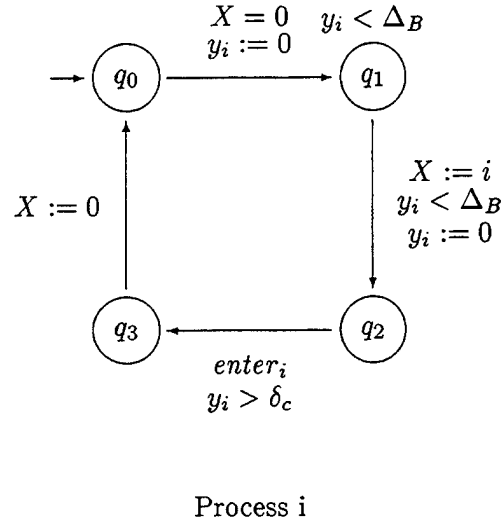 X = 0 y_i < Δ_B
y_i := 0
q_0
q_1
X := i
y_i < Δ_B
y_i := 0
X := 0
q_3
q_2
enter_i
y_i > δ_c
Process i